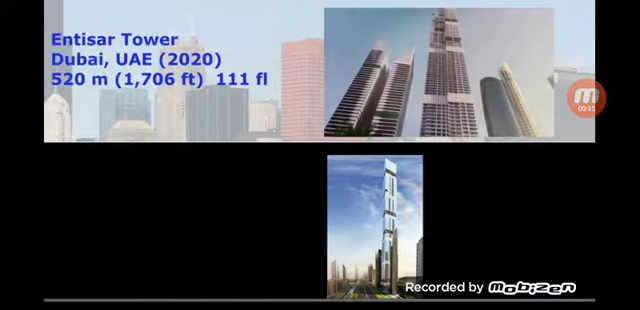 Entisar Tower
Dubai, UAE (2020)
520 m (1,706 ft) 111 fl
00:10
Recorded by MOBIZEN